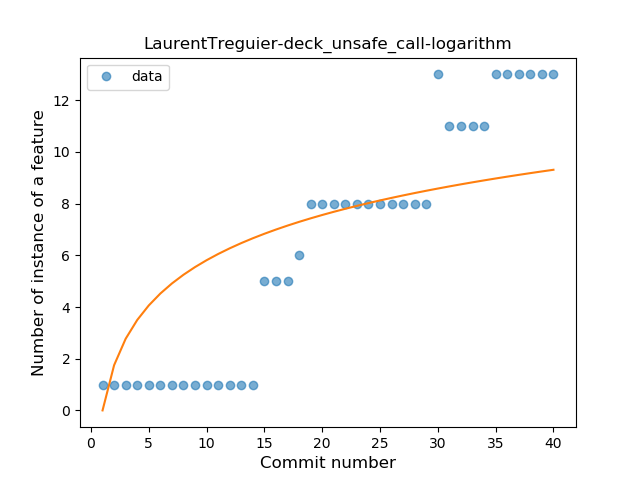 LaurentTreguier-deck_unsafe_call-logarithm
data
Number of instance of a feature
12
10
8
6
4
2
0
0 5 10 15 20 25 30 35 40
Commit number